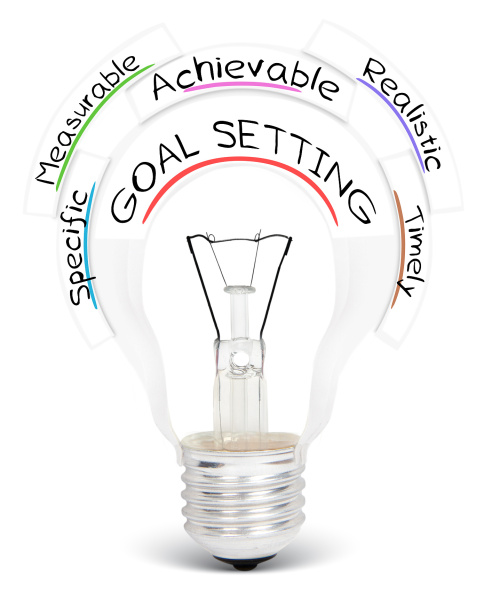 Specific
Measurable
Achievable
Realistic
Timely
GOAL SETTING